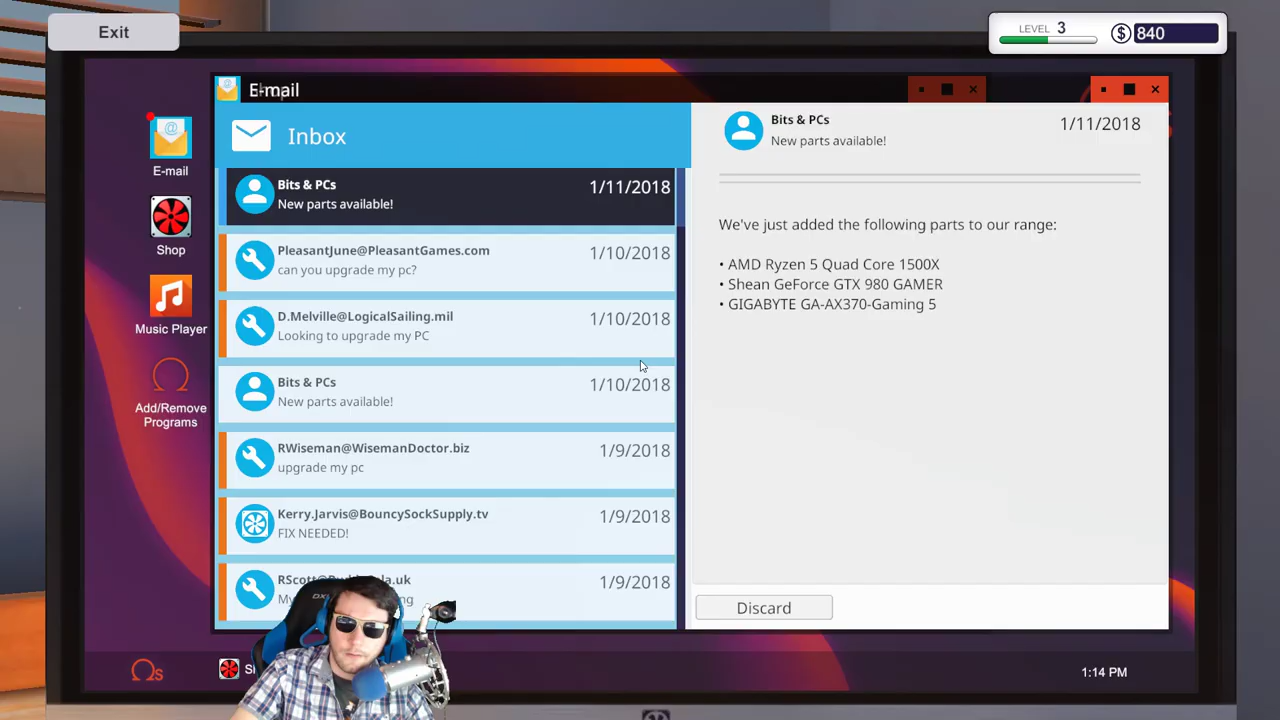 Exit
LEVEL 3
$ 840
E-mail
Inbox
Bits & PCs
New parts available!
1/11/2018
PleasantJune@PleasantGames.com
can you upgrade my pc?
1/10/2018
D.Melville@LogicalSailing.mil
Looking to upgrade my PC
1/10/2018
Bits & PCs
New parts available!
1/10/2018
RWiseman@WisemanDoctor.biz
upgrade my pc
1/9/2018
Kerry.Jarvis@BouncySockSupply.tv
FIX NEEDED!
1/9/2018
1/9/2018
Bits & PCs
New parts available!
1/11/2018
We've just added the following parts to our range:
• AMD Ryzen 5 Quad Core 1500X
• Shean GeForce GTX 980 GAMER
• GIGABYTE GA-AX370-Gaming 5
Discard
E-mail
Shop
Music Player
Add/Remove
Programs
1:14 PM